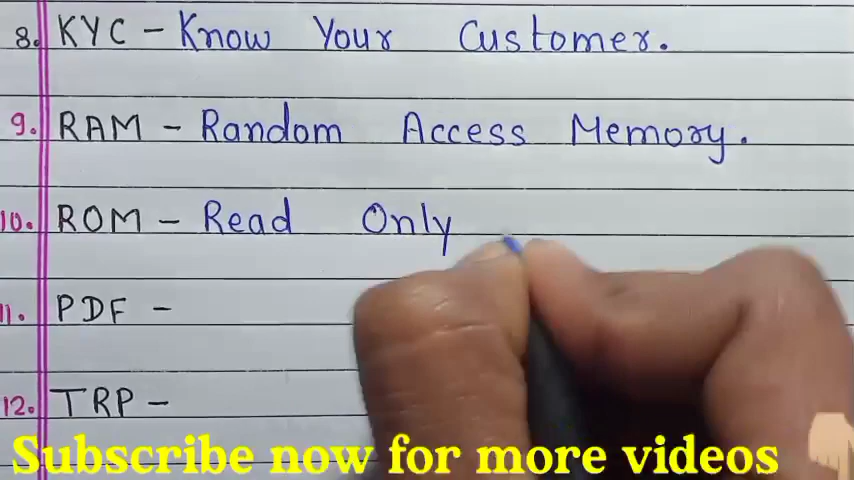 8. KYC - Know Your Customer.
9. RAM - Random Access Memory.
10. ROM - Read Only
11. PDF -
12. TRP -
Subscribe now for more videos